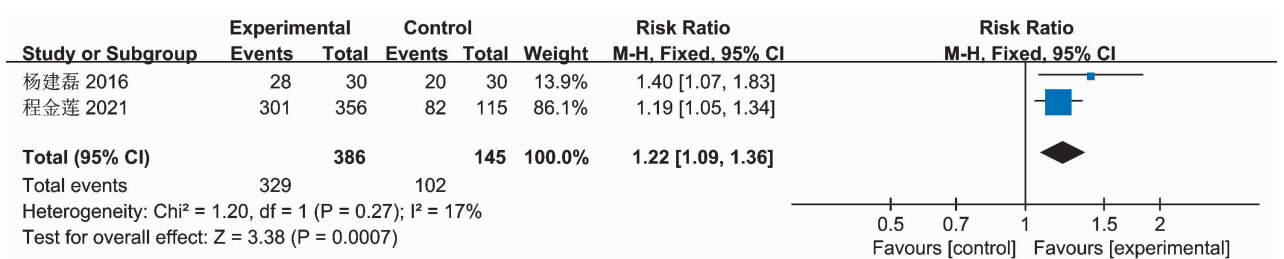 Experimental Control Risk Ratio Risk Ratio
Study or Subgroup Events Total Events Total Weight M-H, Fixed, 95% CI M-H, Fixed, 95% CI
杨建磊 2016 28 30 20 30 13.9% 1.40 [1.07, 1.83]
程金莲 2021 301 356 82 115 86.1% 1.19 [1.05, 1.34]
Total (95% CI) 386 145 100.0% 1.22 [1.09, 1.36]
Total events 329 102
Heterogeneity: Chi² = 1.20, df = 1 (P = 0.27); I² = 17%
Test for overall effect: Z = 3.38 (P = 0.0007)
0.5 0.7 1 1.5 2
Favours [control] Favours [experimental]